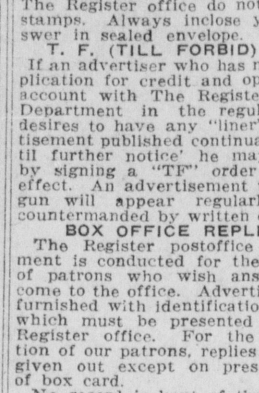 The Register office do not
stamps. Always inclose
swer in sealed envelope.
T. F. (TILL FORBID)
If an advertiser who has
plication for credit and op
account with The Registe
Department in the regul
desires to have any "liner"
tisement published continua
til further notice' he ma
by signing a "TF" order
effect. An advertisement
gun will appear regularl
countermanded by written
BOX OFFICE REPLI
The Register postoffice
ment is conducted for the
of patrons who wish ans
come to the office. Adverti
furnished with identificatio
which must be presented
Register office. For the
tion of our patrons, replies
given out except on pres
of box card.